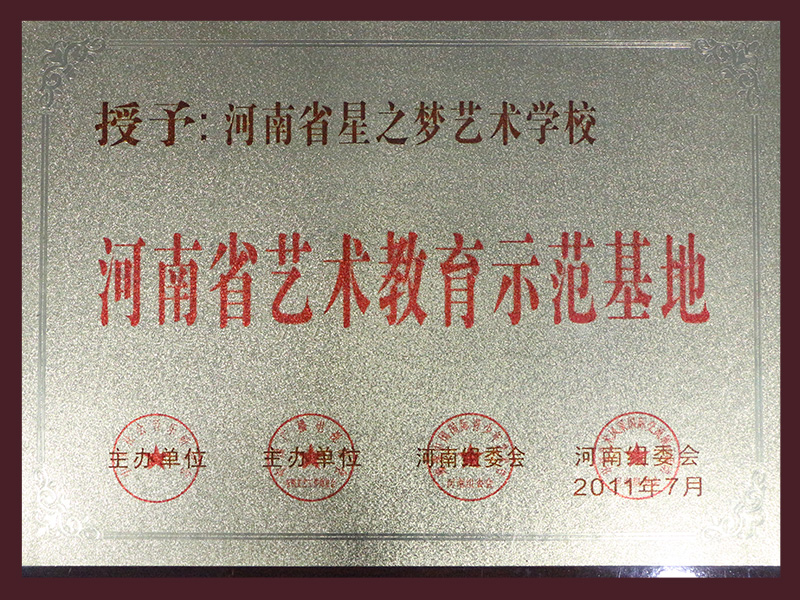 授予:河南省星之梦艺术学校
河南省艺术教育示范基地
主办单位 主办单位 河南组委会 河南组委会
2011年7月